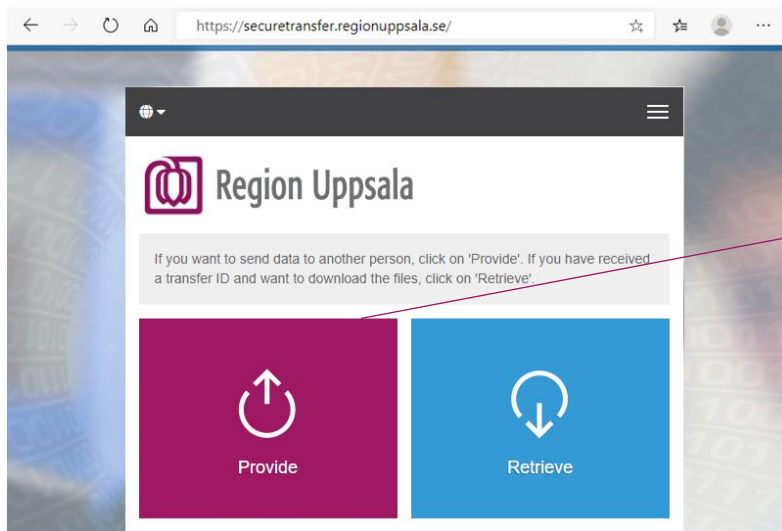 https://securetransfer.regionuppsala.se/
Region Uppsala
If you want to send data to another person, click on 'Provide'. If you have received
a transfer ID and want to download the files, click on 'Retrieve'.
Provide
Retrieve